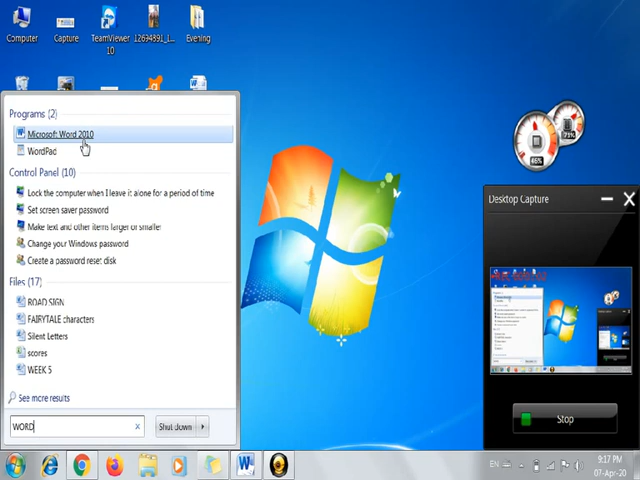 Computer
Capture
TeamViewer
10
12694891_L...
Evening
Programs (2)
Microsoft Word 2010
WordPad
Control Panel (10)
Lock the computer when I leave it alone for a period of time
Set screen saver password
Make text and other items larger or smaller
Change your Windows password
Create a password reset disk
Files (17)
ROAD SIGN
FAIRYTALE characters
Silent Letters
scores
WEEK 5
See more results
WORD
Shut down
Desktop Capture
Stop
EN
9:17 PM
07-Apr-20